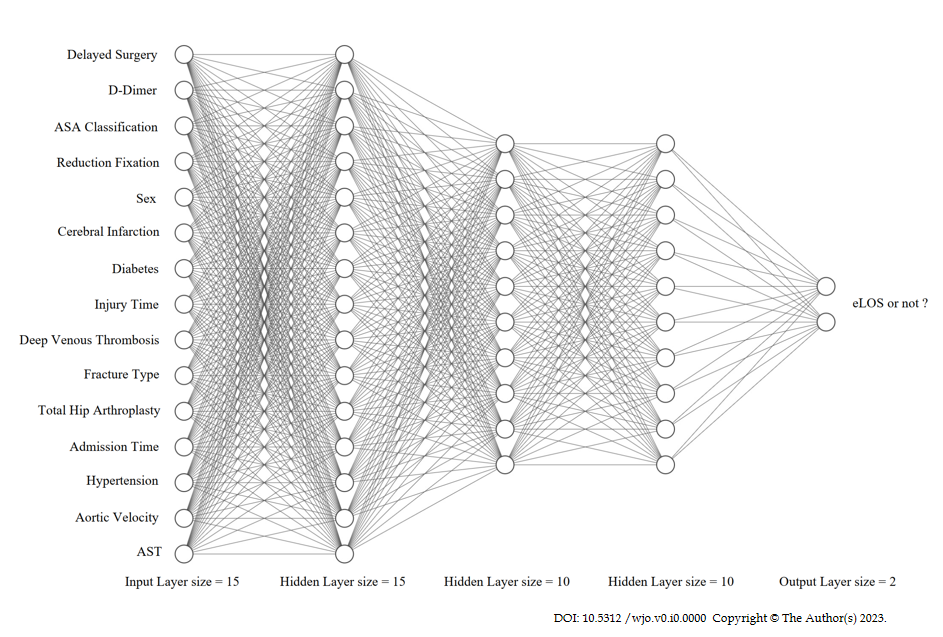 Delayed Surgery
D-Dimer
ASA Classification
Reduction Fixation
Sex
Cerebral Infarction
Diabetes
Injury Time
eLOS or not ?
Deep Venous Thrombosis
Fracture Type
Total Hip Arthroplasty
Admission Time
Hypertension
Aortic Velocity
AST
Input Layer size = 15
Hidden Layer size = 15
Hidden Layer size = 10
Hidden Layer size = 10
Output Layer size = 2
DOI: 10.5312 /wjo.v0.i0.0000 Copyright © The Author(s) 2023.